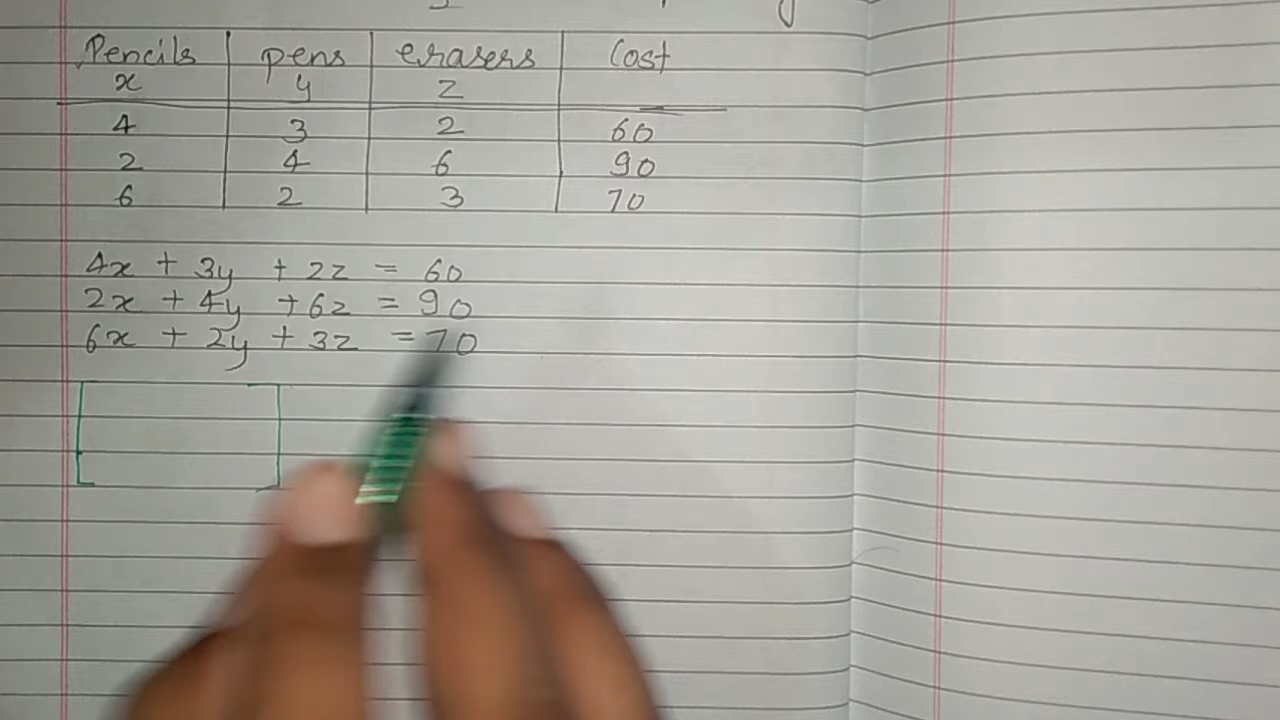 Pencils pens erasers Cost
x y z
4 3 2 60
2 4 6 90
6 2 3 70
4x + 3y + 2z = 60
2x + 4y + 6z = 90
6x + 2y + 3z = 70